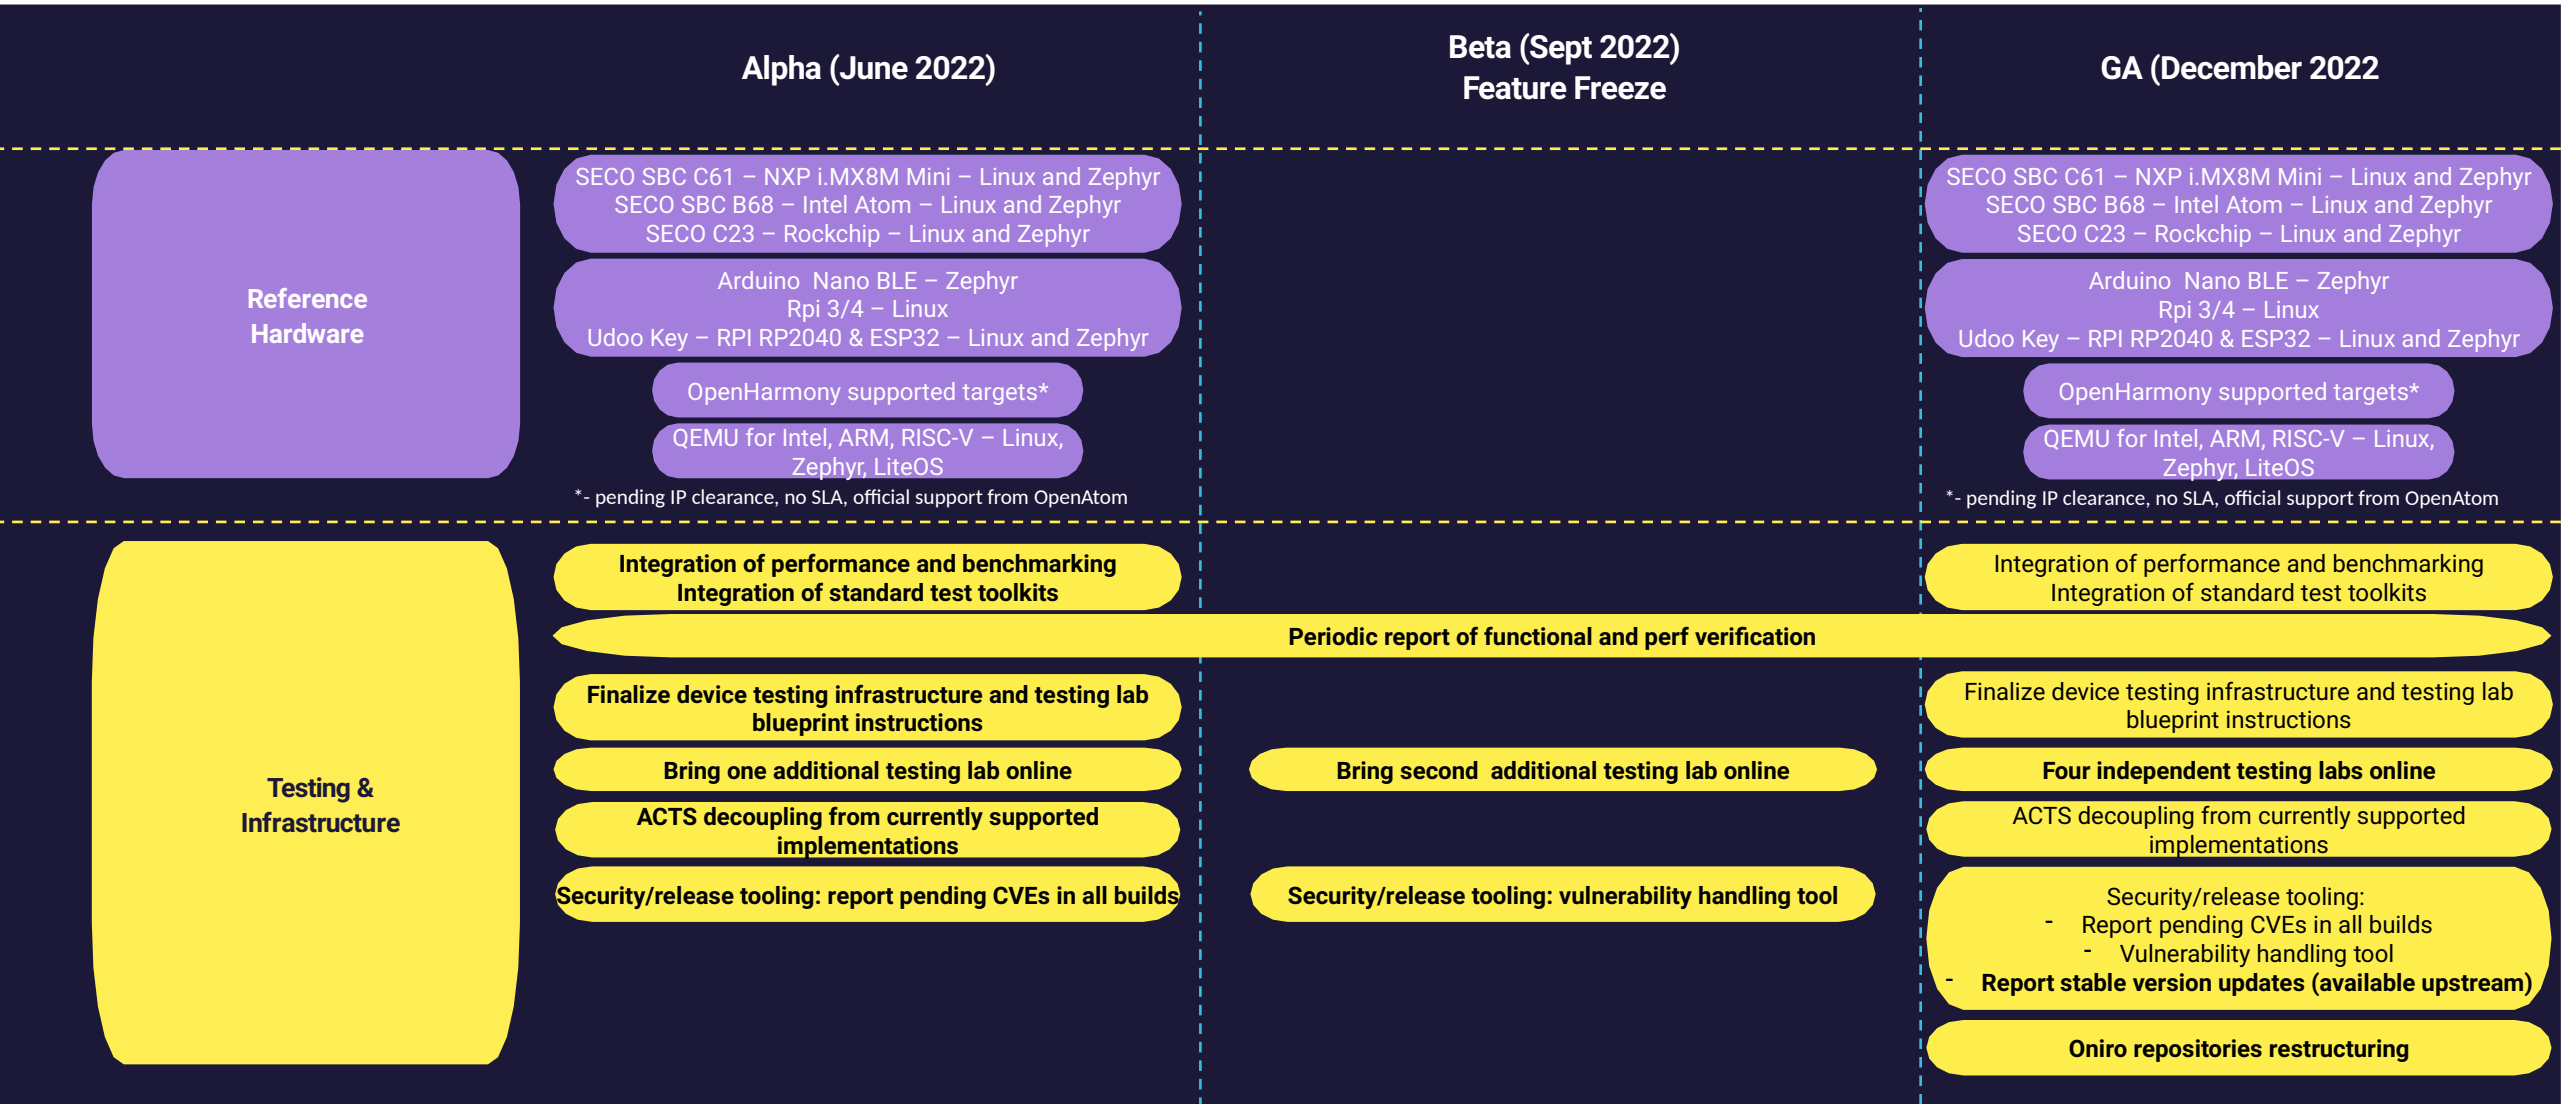 Alpha (June 2022)
Beta (Sept 2022)
Feature Freeze
GA (December 2022
Reference
Hardware
SECO SBC C61 – NXP i.MX8M Mini – Linux and Zephyr
SECO SBC B68 – Intel Atom – Linux and Zephyr
SECO C23 – Rockchip – Linux and Zephyr
Arduino  Nano BLE – Zephyr
Rpi 3/4 – Linux
Udoo Key – RPI RP2040 & ESP32 – Linux and Zephyr
OpenHarmony supported targets*
QEMU for Intel, ARM, RISC-V – Linux,
Zephyr, LiteOS
*- pending IP clearance, no SLA, official support from OpenAtom
SECO SBC C61 – NXP i.MX8M Mini – Linux and Zephyr
SECO SBC B68 – Intel Atom – Linux and Zephyr
SECO C23 – Rockchip – Linux and Zephyr
Arduino  Nano BLE – Zephyr
Rpi 3/4 – Linux
Udoo Key – RPI RP2040 & ESP32 – Linux and Zephyr
OpenHarmony supported targets*
QEMU for Intel, ARM, RISC-V – Linux,
Zephyr, LiteOS
*- pending IP clearance, no SLA, official support from OpenAtom
Testing &
Infrastructure
Integration of performance and benchmarking
Integration of standard test toolkits
Integration of performance and benchmarking
Integration of standard test toolkits
Periodic report of functional and perf verification
Finalize device testing infrastructure and testing lab
blueprint instructions
Finalize device testing infrastructure and testing lab
blueprint instructions
Bring one additional testing lab online
Bring second  additional testing lab online
Four independent testing labs online
ACTS decoupling from currently supported
implementations
ACTS decoupling from currently supported
implementations
Security/release tooling: report pending CVEs in all builds
Security/release tooling: vulnerability handling tool
Security/release tooling:
- Report pending CVEs in all builds
- Vulnerability handling tool
- Report stable version updates (available upstream)
Oniro repositories restructuring